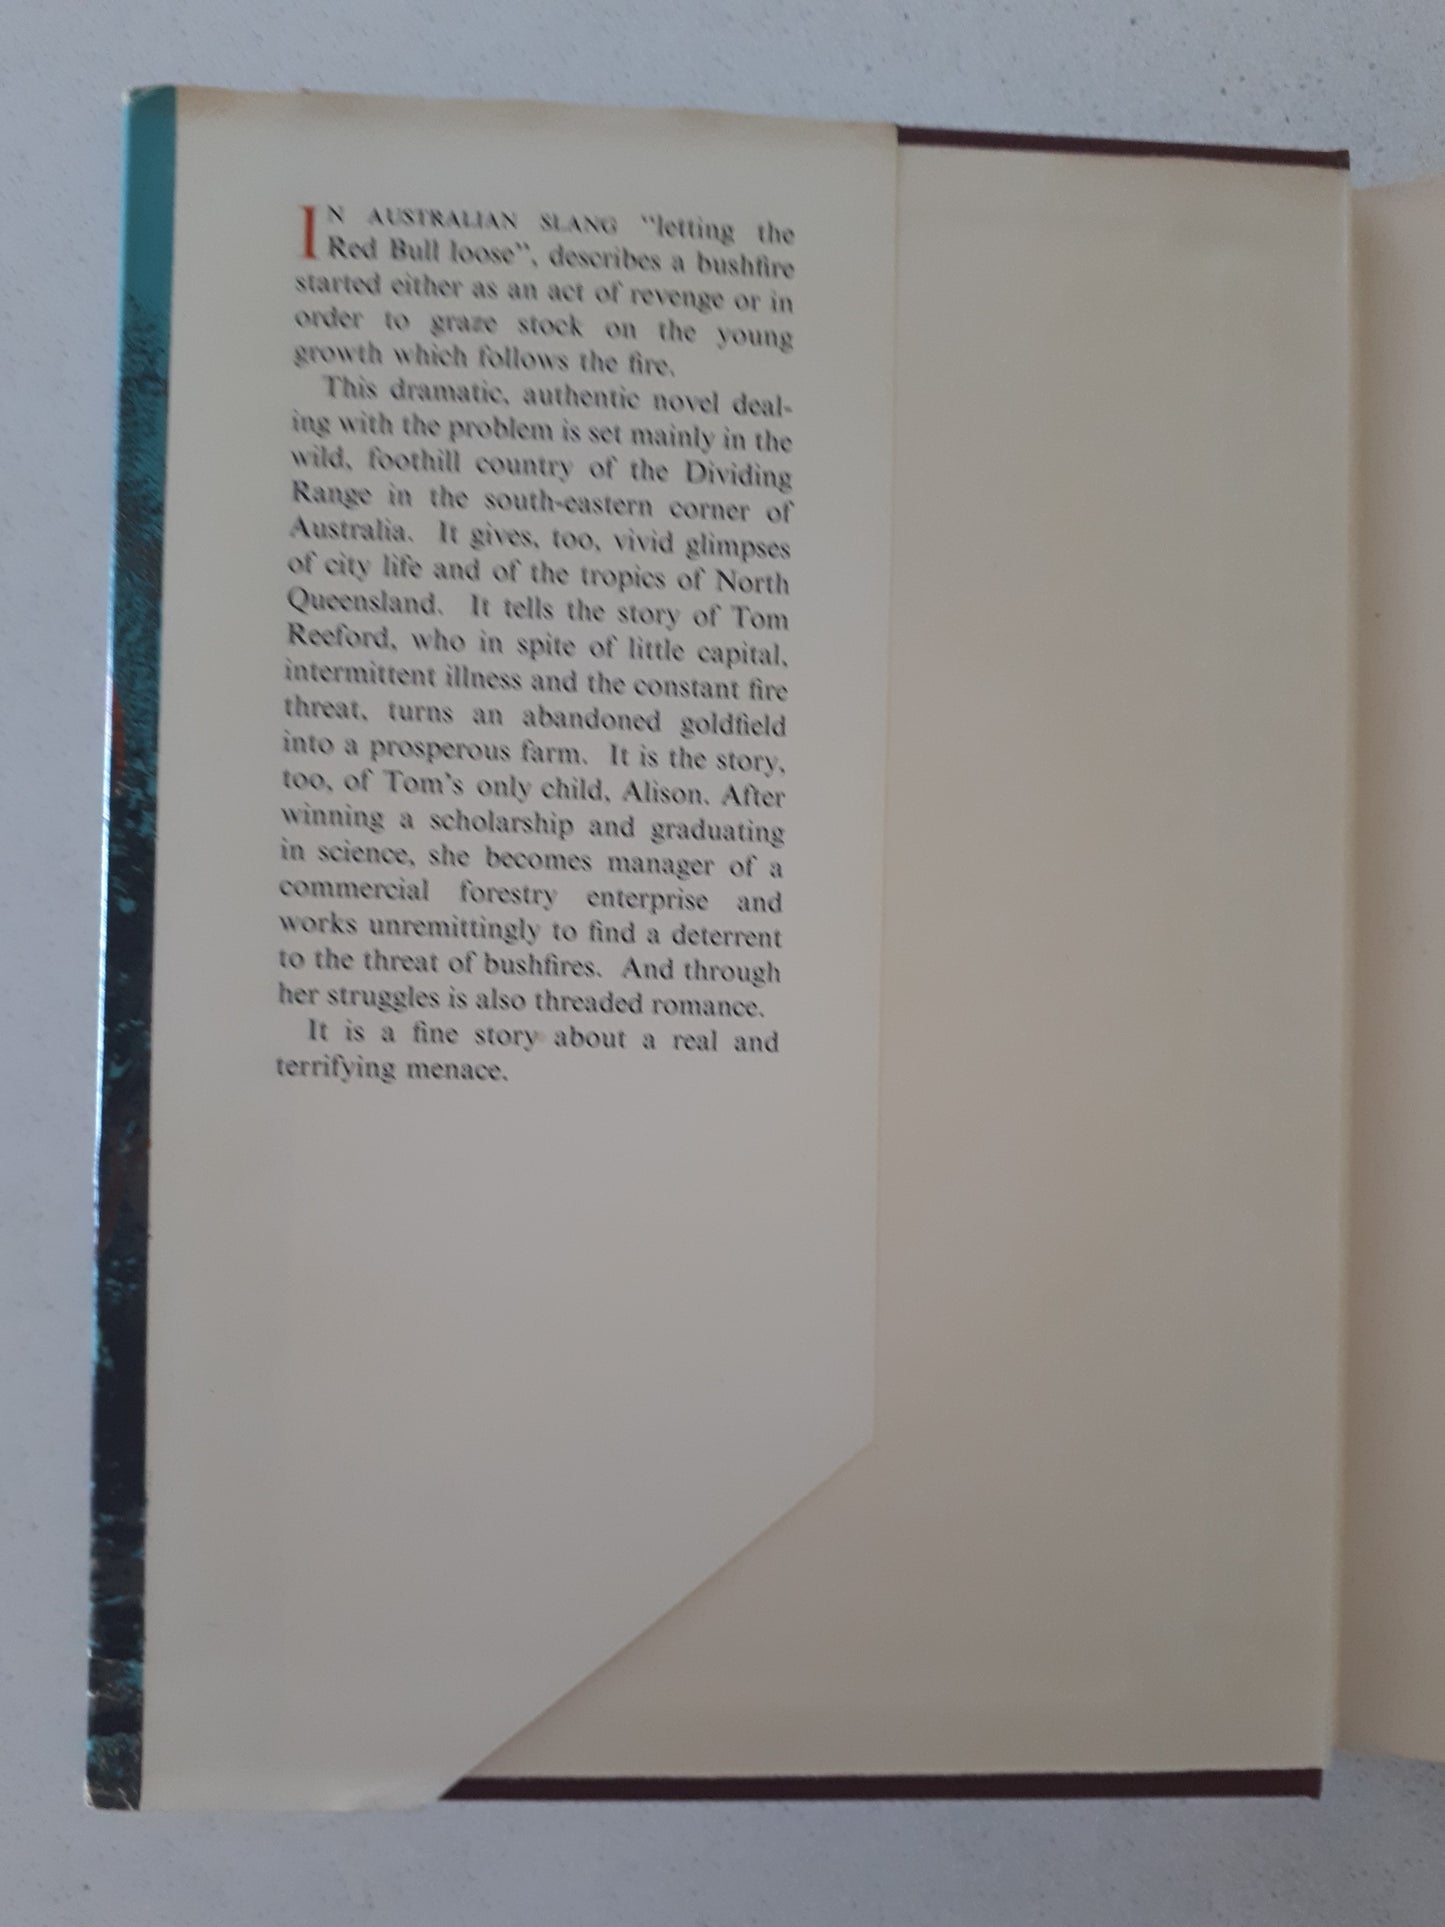 IN AUSTRALIAN SLANG "letting the
Red Bull loose", describes a bushfire
started either as an act of revenge or in
order to graze stock on the young
growth which follows the fire.
This dramatic, authentic novel deal-
ing with the problem is set mainly in the
wild, foothill country of the Dividing
Range in the south-eastern corner of
Australia. It gives, too, vivid glimpses
of city life and of the tropics of North
Queensland. It tells the story of Tom
Reeford, who in spite of little capital,
intermittent illness and the constant fire
threat, turns an abandoned goldfield
into a prosperous farm. It is the story,
too, of Tom's only child, Alison. After
winning a scholarship and graduating
in science, she becomes manager of a
commercial forestry enterprise and
works unremittingly to find a deterrent
to the threat of bushfires. And through
her struggles is also threaded romance.
It is a fine story about a real and
terrifying menace.